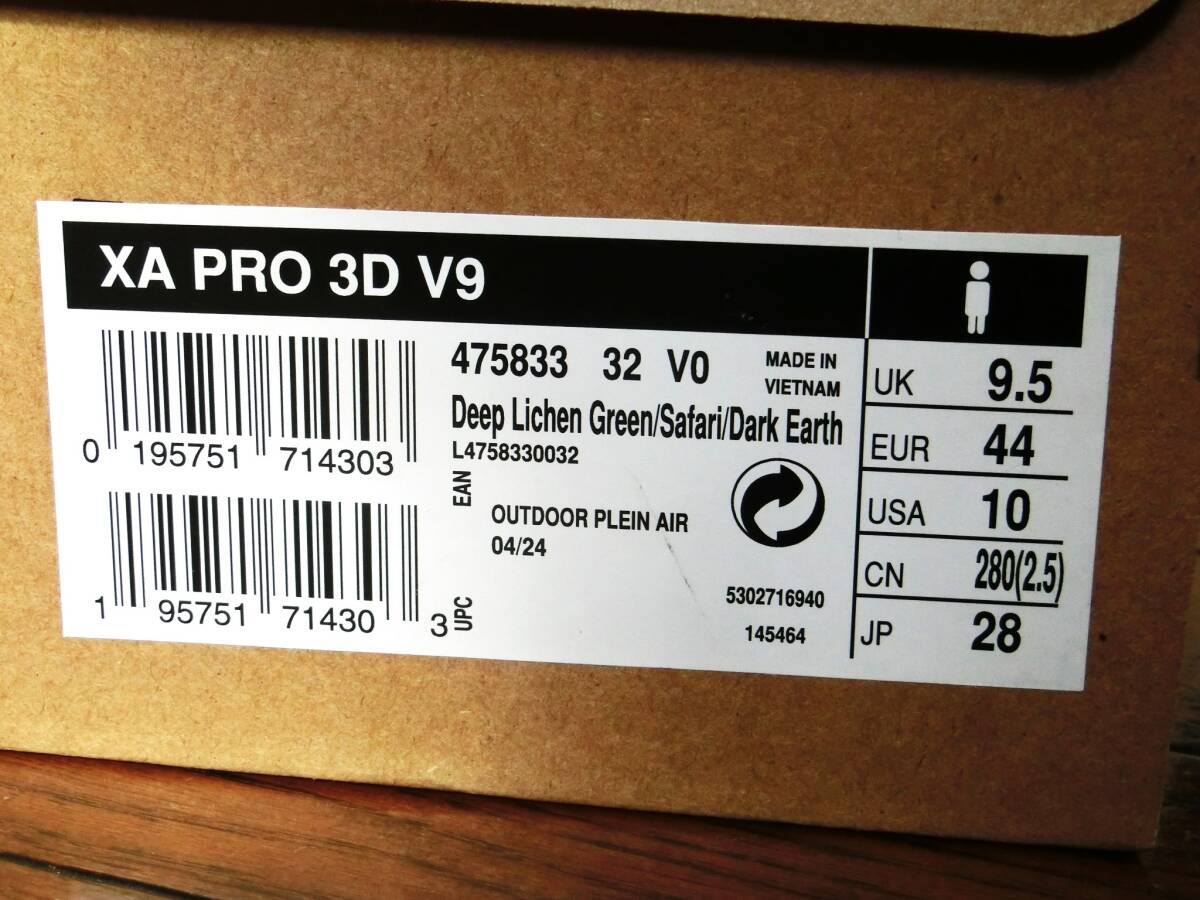 XA PRO 3D V9
0 195751 714303
475833 32 V0
MADE IN
VIETNAM
Deep Lichen Green/Safari/Dark Earth
L4758330032
EAN
OUTDOOR PLEIN AIR
04/24
1 95751 71430 3
UPC
5302716940
145464
UK 9.5
EUR 44
USA 10
CN 280(2.5)
JP 28